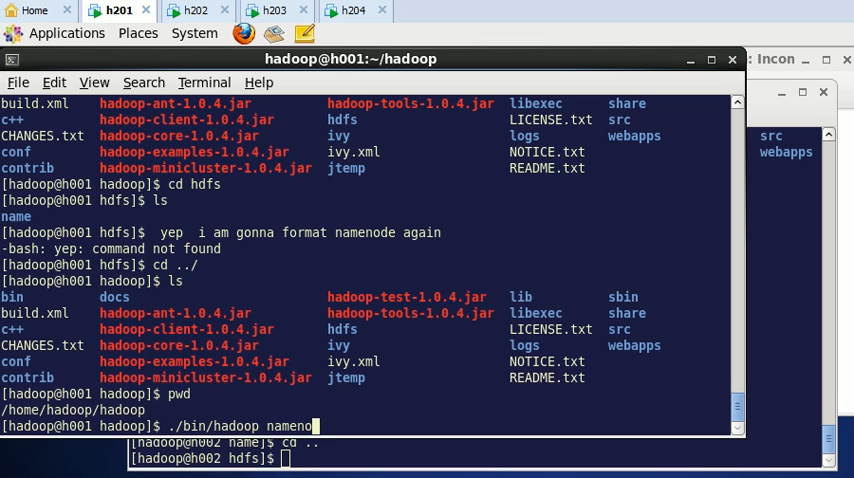 Home h201 h202 h203 h204
Applications Places System
hadoop@h001:~/hadoop
: Incon
File Edit View Search Terminal Help
build.xml hadoop-ant-1.0.4.jar hadoop-tools-1.0.4.jar libexec share
c++ hadoop-client-1.0.4.jar hdfs LICENSE.txt src
CHANGES.txt hadoop-core-1.0.4.jar ivy logs webapps
conf hadoop-examples-1.0.4.jar ivy.xml NOTICE.txt
contrib hadoop-minicluster-1.0.4.jar jtemp README.txt
[hadoop@h001 hadoop]$ cd hdfs
[hadoop@h001 hdfs]$ ls
name
[hadoop@h001 hdfs]$  yep  i am gonna format namenode again
-bash: yep: command not found
[hadoop@h001 hdfs]$ cd ../
[hadoop@h001 hadoop]$ ls
bin docs hadoop-test-1.0.4.jar lib sbin
build.xml hadoop-ant-1.0.4.jar hadoop-tools-1.0.4.jar libexec share
c++ hadoop-client-1.0.4.jar hdfs LICENSE.txt src
CHANGES.txt hadoop-core-1.0.4.jar ivy logs webapps
conf hadoop-examples-1.0.4.jar ivy.xml NOTICE.txt
contrib hadoop-minicluster-1.0.4.jar jtemp README.txt
[hadoop@h001 hadoop]$ pwd
/home/hadoop/hadoop
[hadoop@h001 hadoop]$ ./bin/hadoop nameno
src
webapps
[hadoop@h002 name]$ cd ..
[hadoop@h002 hdfs]$